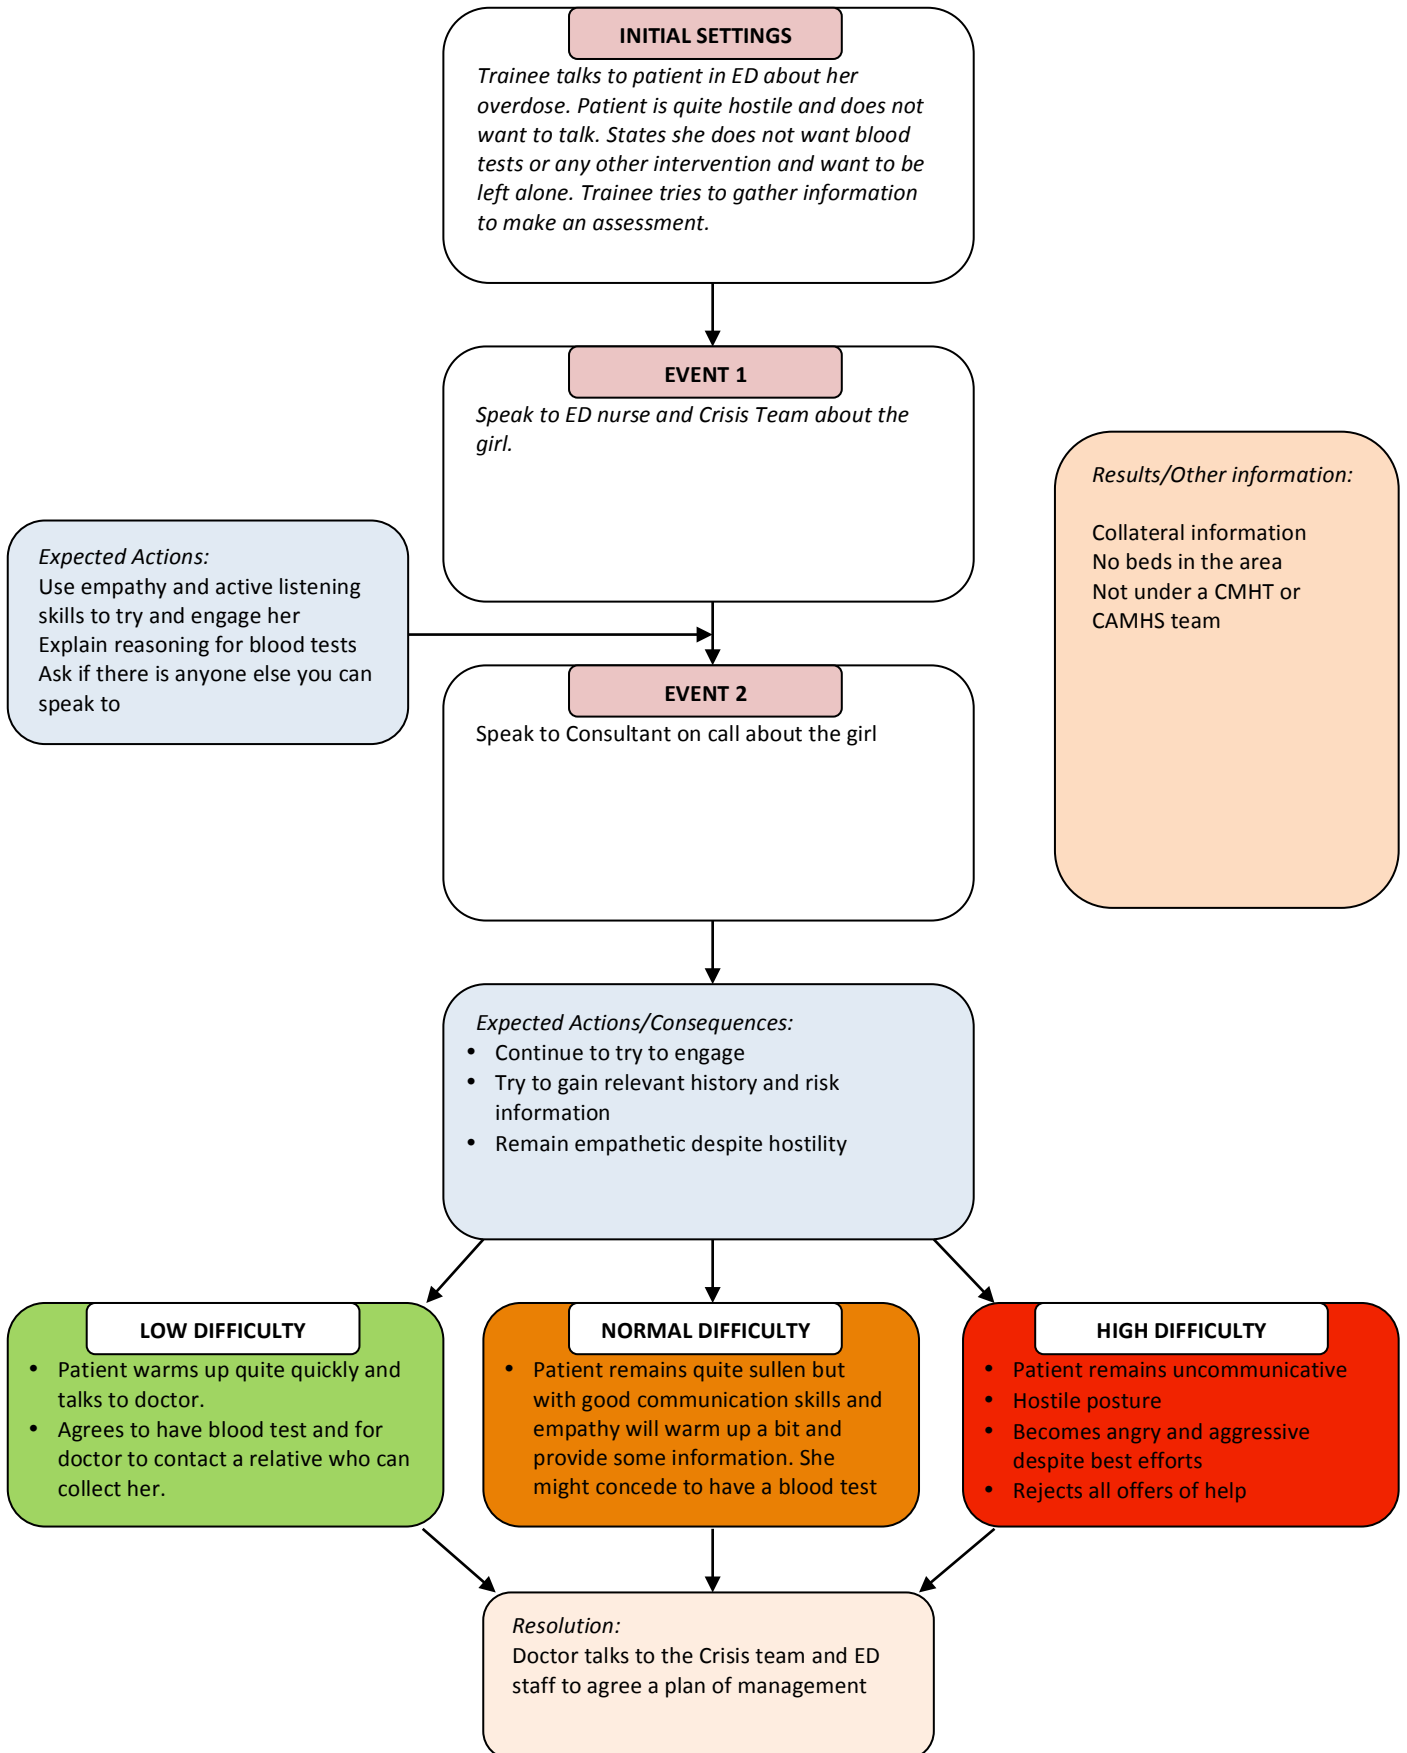 INITIAL SETTINGS
Trainee talks to patient in ED about her
overdose. Patient is quite hostile and does not
want to talk. States she does not want blood
tests or any other intervention and want to be
left alone. Trainee tries to gather information
to make an assessment.
EVENT 1
Speak to ED nurse and Crisis Team about the
girl.
Results/Other information:
Collateral information
No beds in the area
Not under a CMHT or
CAMHS team
Expected Actions:
Use empathy and active listening
skills to try and engage her
Explain reasoning for blood tests
Ask if there is anyone else you can
speak to
EVENT 2
Speak to Consultant on call about the girl
Expected Actions/Consequences:
• Continue to try to engage
• Try to gain relevant history and risk
information
• Remain empathetic despite hostility
LOW DIFFICULTY
• Patient warms up quite quickly and
talks to doctor.
• Agrees to have blood test and for
doctor to contact a relative who can
collect her.
NORMAL DIFFICULTY
• Patient remains quite sullen but
with good communication skills and
empathy will warm up a bit and
provide some information. She
might concede to have a blood test
HIGH DIFFICULTY
• Patient remains uncommunicative
• Hostile posture
• Becomes angry and aggressive
despite best efforts
• Rejects all offers of help
Resolution:
Doctor talks to the Crisis team and ED
staff to agree a plan of management